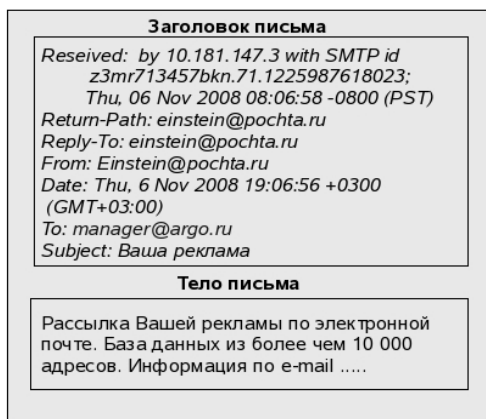 Заголовок письма
Reseived: by 10.181.147.3 with SMTP id
z3mr713457bkn.71.1225987618023;
Thu, 06 Nov 2008 08:06:58 -0800 (PST)
Return-Path: einstein@pochta.ru
Reply-To: einstein@pochta.ru
From: Einstein@pochta.ru
Date: Thu, 6 Nov 2008 19:06:56 +0300
(GMT+03:00)
To: manager@argo.ru
Subject: Ваша реклама
Тело письма
Рассылка Вашей рекламы по электронной
почте. База данных из более чем 10 000
адресов. Информация по e-mail .....